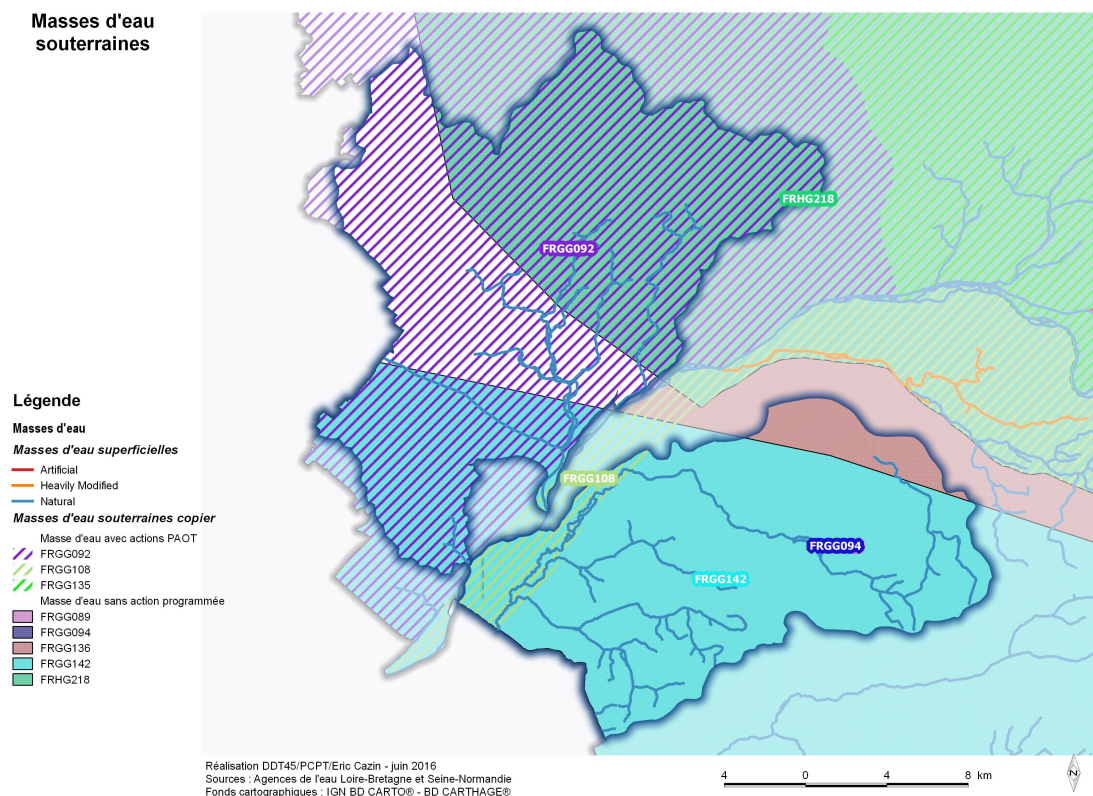 Masses d'eau
souterraines
FRHG218
FRGG092
FRGG108
FRGG094
FRGG142
Légende
Masses d'eau
Masses d'eau superficielles
Artificial
Heavily Modified
Natural
Masses d'eau souterraines copier
Masse d'eau avec actions PAOT
FRGG092
FRGG108
FRGG135
Masse d'eau sans action programmée
FRGG089
FRGG094
FRGG136
FRGG142
FRHG218
Réalisation DDT45/PCPT/Eric Cazin - juin 2016
Sources : Agences de l'eau Loire-Bretagne et Seine-Normandie
Fonds cartographiques : IGN BD CARTO® - BD CARTHAGE®
4 0 4 8 km
N